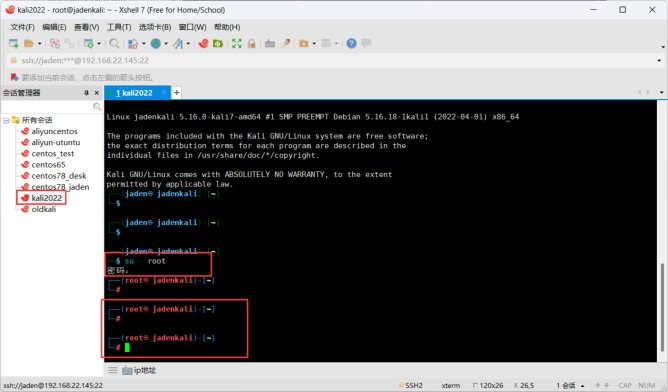 kali2022 - root@jadenkali: ~ - Xshell 7 (Free for Home/School)
文件(F) 编辑(E) 查看(V) 工具(T) 选项卡(B) 窗口(W) 帮助(H)
ssh://jaden:***@192.168.22.145:22
要添加当前会话，点击左侧的箭头按钮。
会话管理器
1 kali2022
所有会话
aliyuncentos
aliyun-utuntu
centos_test
centos65
centos78_desk
centos78_jaden
kali2022
oldkali
Linux jadenkali 5.16.0-kali7-amd64 #1 SMP PREEMPT Debian 5.16.18-1kali1 (2022-04-01) x86_64
The programs included with the Kali GNU/Linux system are free software;
the exact distribution terms for each program are described in the
individual files in /usr/share/doc/*/copyright.
Kali GNU/Linux comes with ABSOLUTELY NO WARRANTY, to the extent
permitted by applicable law.
┌──(jaden㉿jadenkali)-[~]
└─$
┌──(jaden㉿jadenkali)-[~]
└─$
┌──(jaden㉿jadenkali)-[~]
└─$ su root
密码：
┌──(root㉿jadenkali)-[~]
└─#
┌──(root㉿jadenkali)-[~]
└─#
┌──(root㉿jadenkali)-[~]
└─#
ip地址
ssh://jaden@192.168.22.145:22 SSH2 xterm 120x26 26,5 1 会话 CAP NUM